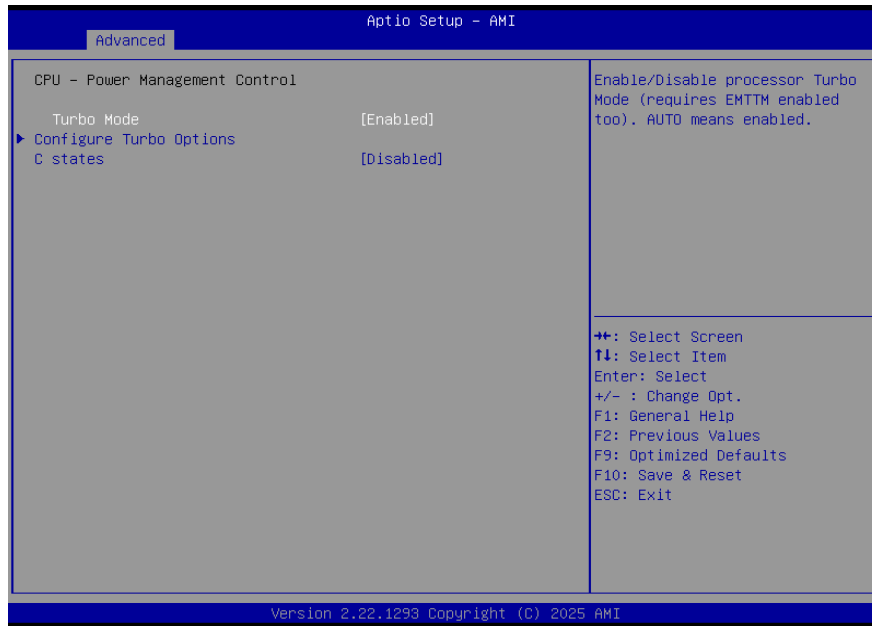 Aptio Setup – AMI
Advanced
CPU – Power Management Control
Turbo Mode [Enabled]
Configure Turbo Options
C states [Disabled]
Enable/Disable processor Turbo
Mode (requires EMTTM enabled
too). AUTO means enabled.
→←: Select Screen
↑↓: Select Item
Enter: Select
+/- : Change Opt.
F1: General Help
F2: Previous Values
F9: Optimized Defaults
F10: Save & Reset
ESC: Exit
Version 2.22.1293 Copyright (C) 2025 AMI